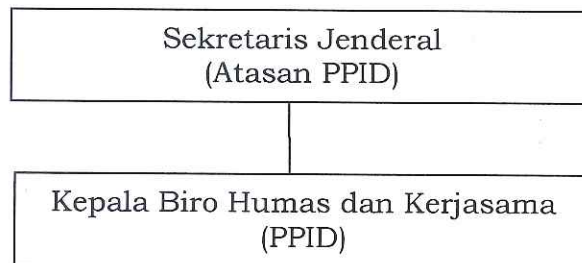 Sekretaris Jenderal
(Atasan PPID)
Kepala Biro Humas dan Kerjasama
(PPID)